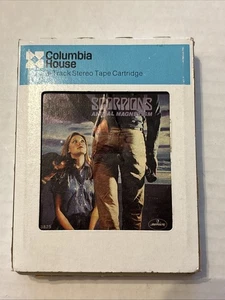 Columbia
House
8-Track Stereo Tape Cartridge
SCORPIONS
ANIMAL MAGNETISM